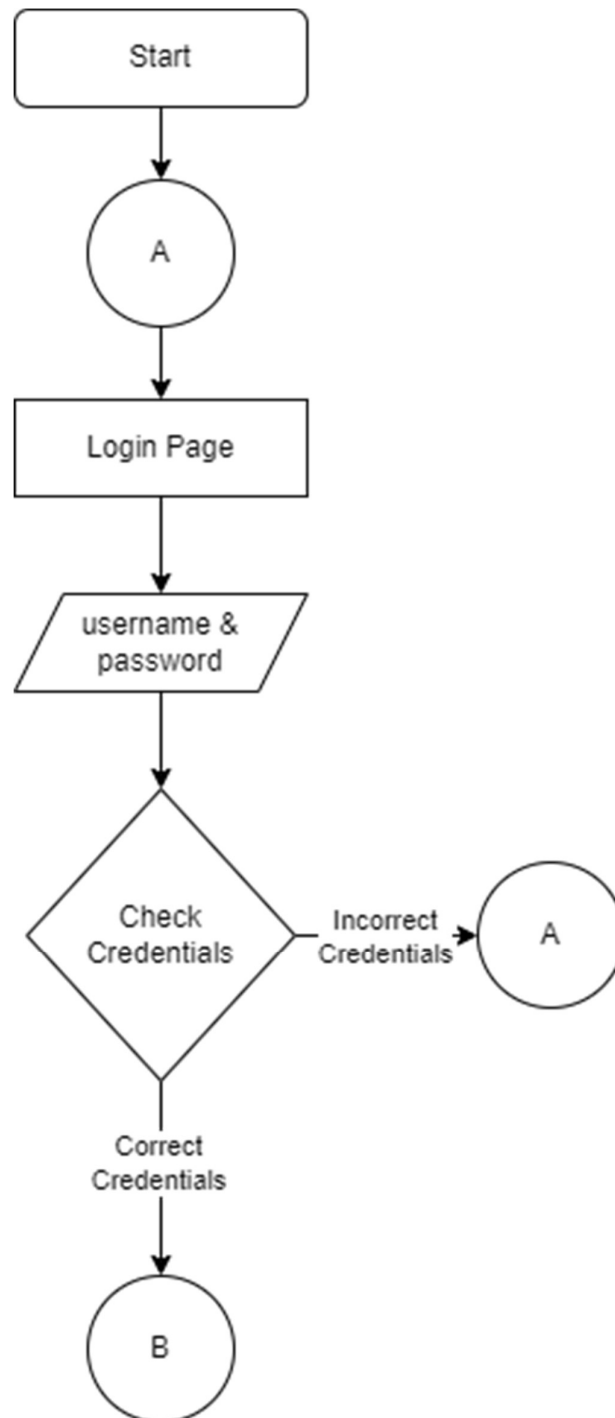 Start
A
Login Page
username &
password
Check
Credentials
Incorrect
Credentials
A
Correct
Credentials
B